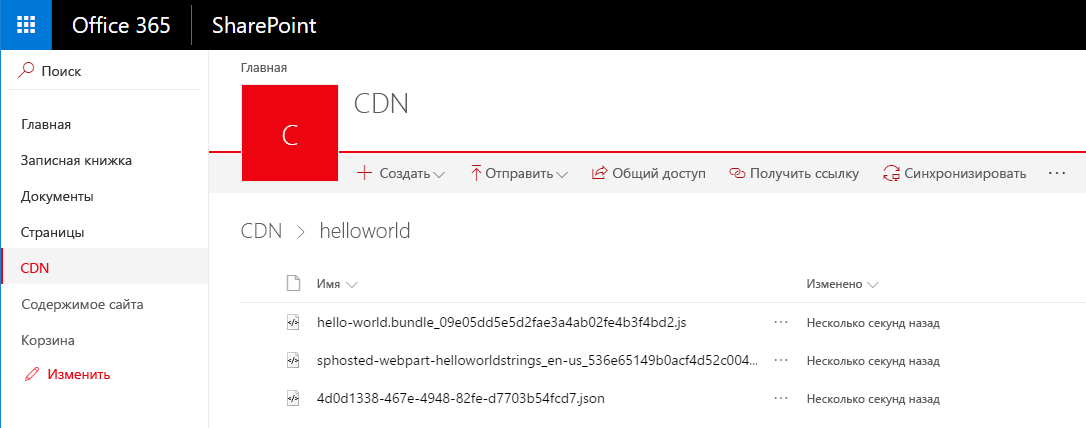 Office 365 SharePoint
Поиск
Главная
Записная книжка
Документы
Страницы
CDN
Содержимое сайта
Корзина
Изменить
Главная
C
CDN
Создать Отправить Общий доступ Получить ссылку Синхронизировать ...
CDN > helloworld
Имя Изменено
hello-world.bundle_09e05dd5e5d2fae3a4ab02fe4b3f4bd2.js ... Несколько секунд назад
sphosted-webpart-helloworldstrings_en-us_536e65149b0acf4d52c004... ... Несколько секунд назад
4d0d1338-467e-4948-82fe-d7703b54fcd7.json ... Несколько секунд назад